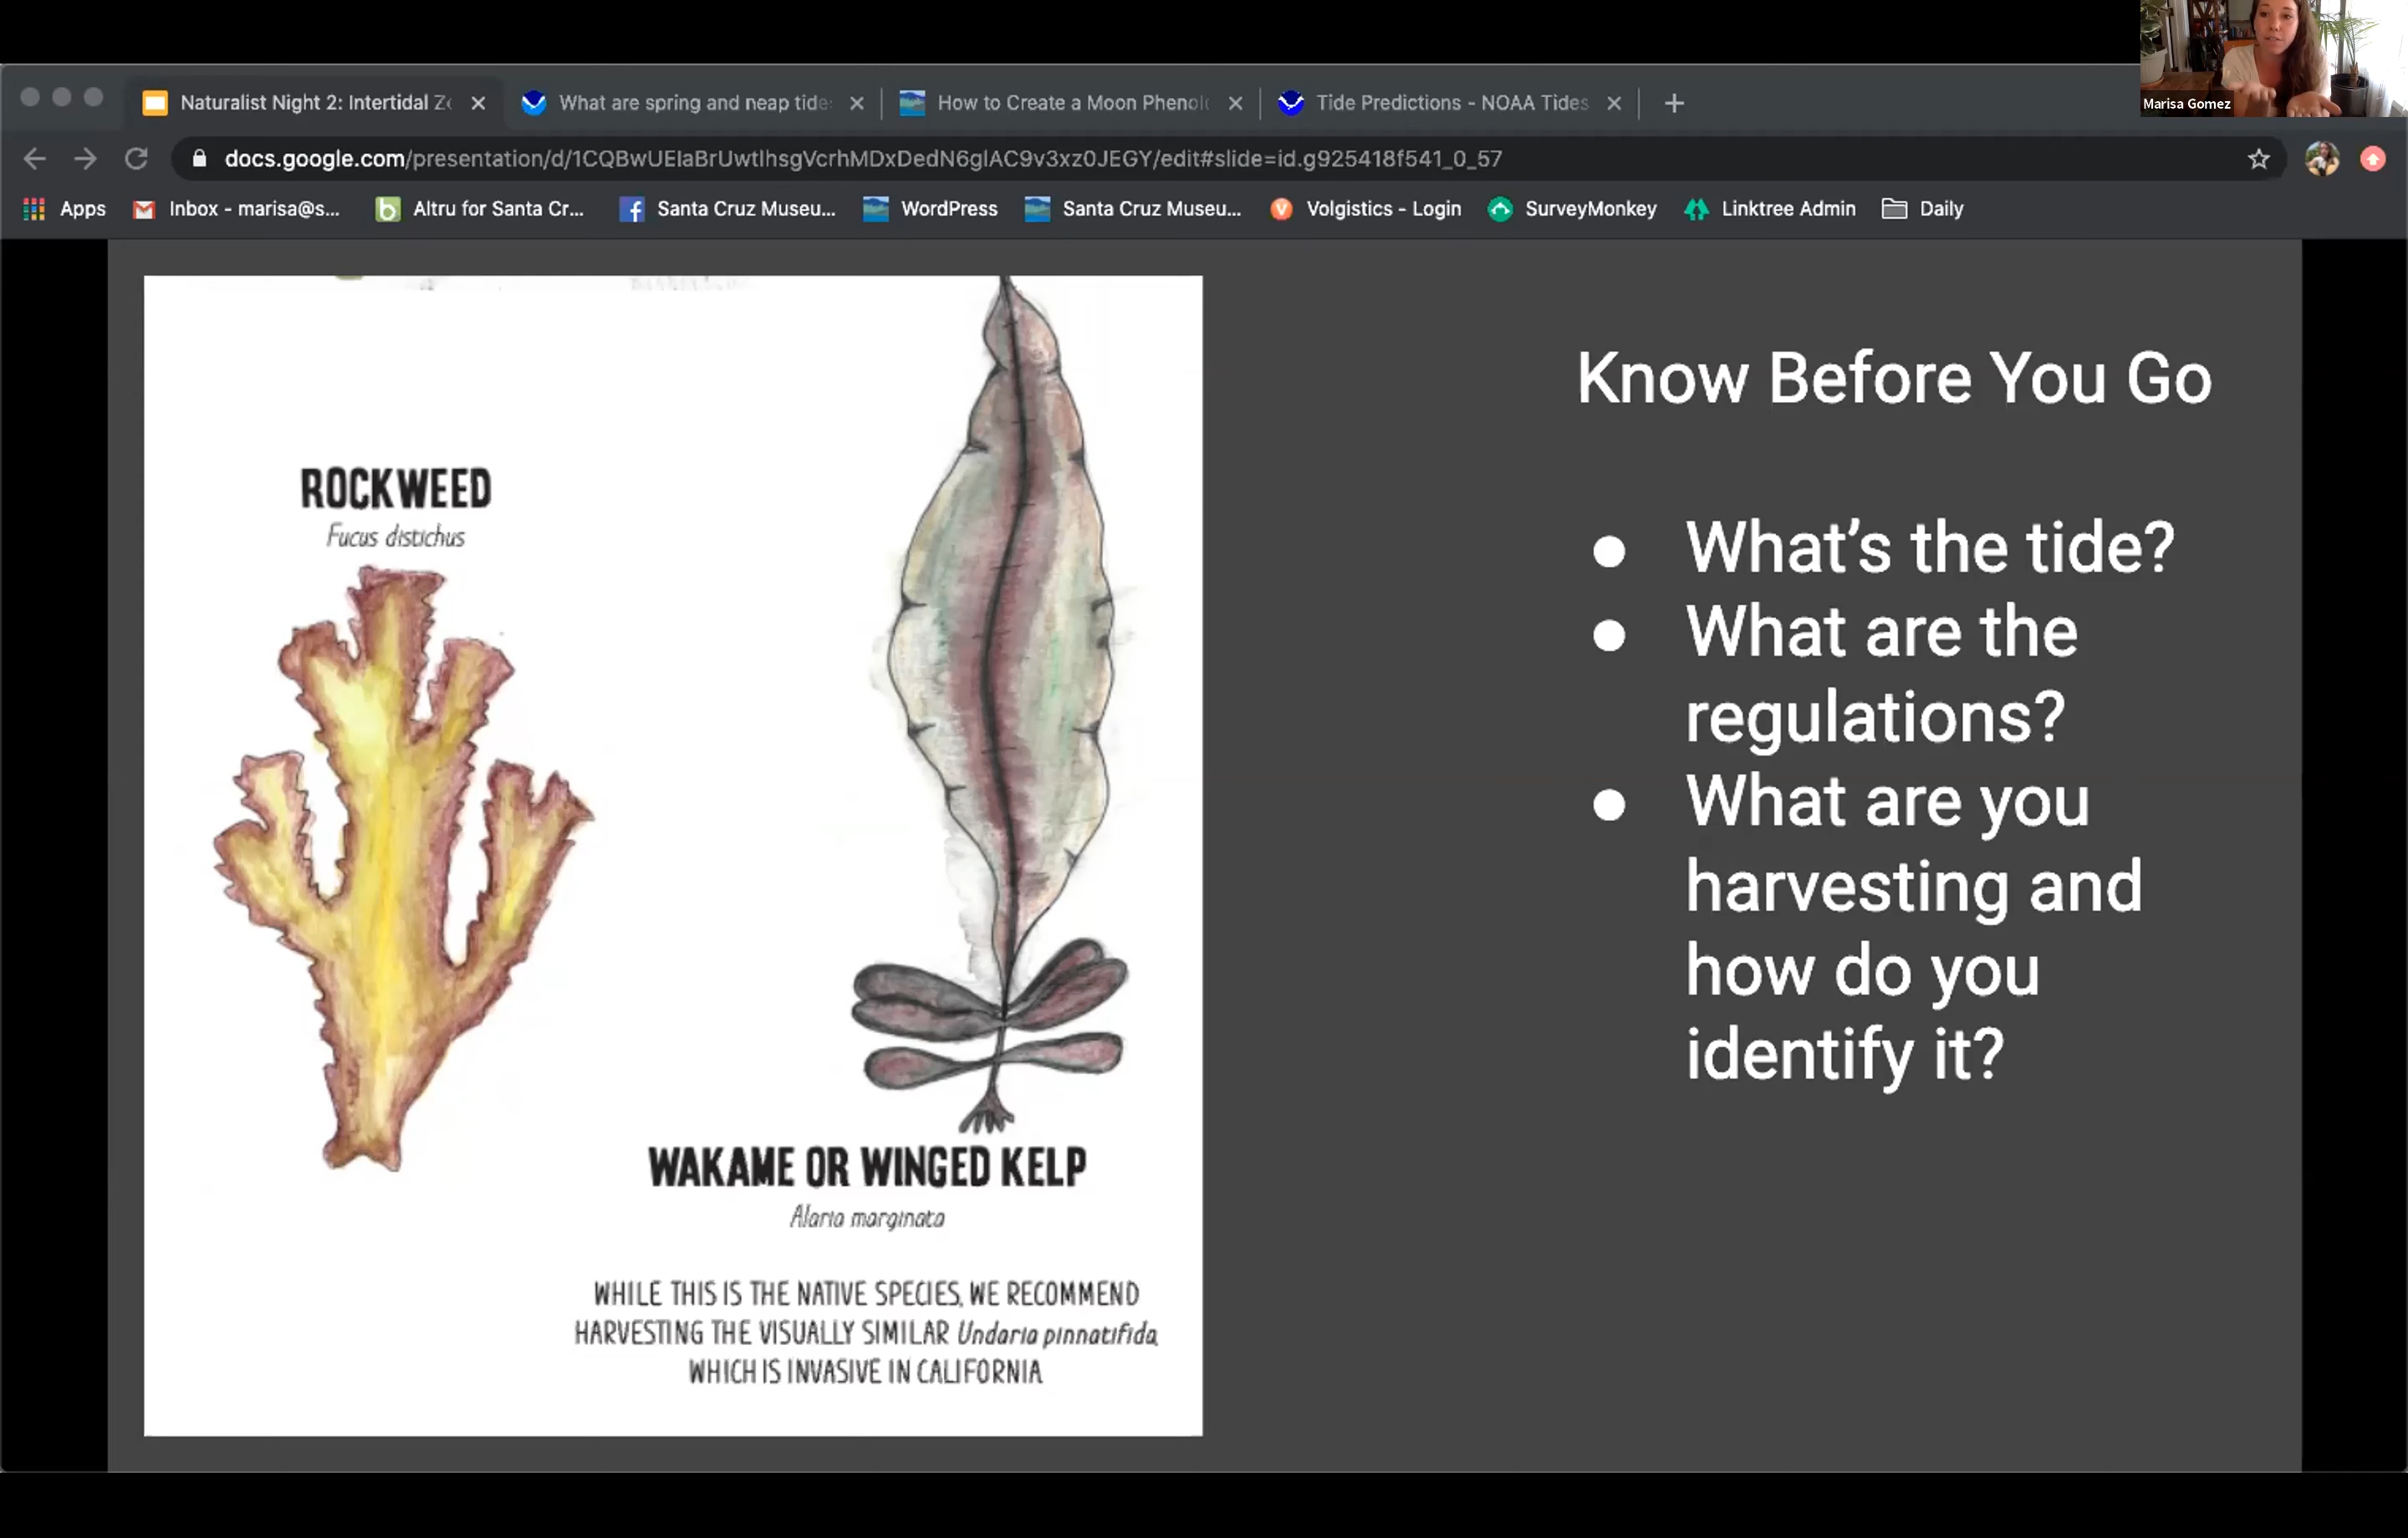 Marisa Gomez
Naturalist Night 2: Intertidal Zo
What are spring and neap tide
How to Create a Moon Phenol
Tide Predictions - NOAA Tides
docs.google.com/presentation/d/1CQBwUEIaBrUwtlhsgVcrhMDxDedN6glAC9v3xz0JEGY/edit#slide=id.g925418f541_0_57
Apps
Inbox - marisa@s...
Altru for Santa Cr...
Santa Cruz Museu...
WordPress
Santa Cruz Museu...
Volgistics - Login
SurveyMonkey
Linktree Admin
Daily
ROCKWEED
Fucus distichus
WAKAME OR WINGED KELP
Alaria marginata
WHILE THIS IS THE NATIVE SPECIES, WE RECOMMEND
HARVESTING THE VISUALLY SIMILAR Undaria pinnatifida,
WHICH IS INVASIVE IN CALIFORNIA
Know Before You Go
● What’s the tide?
● What are the
regulations?
● What are you
harvesting and
how do you
identify it?